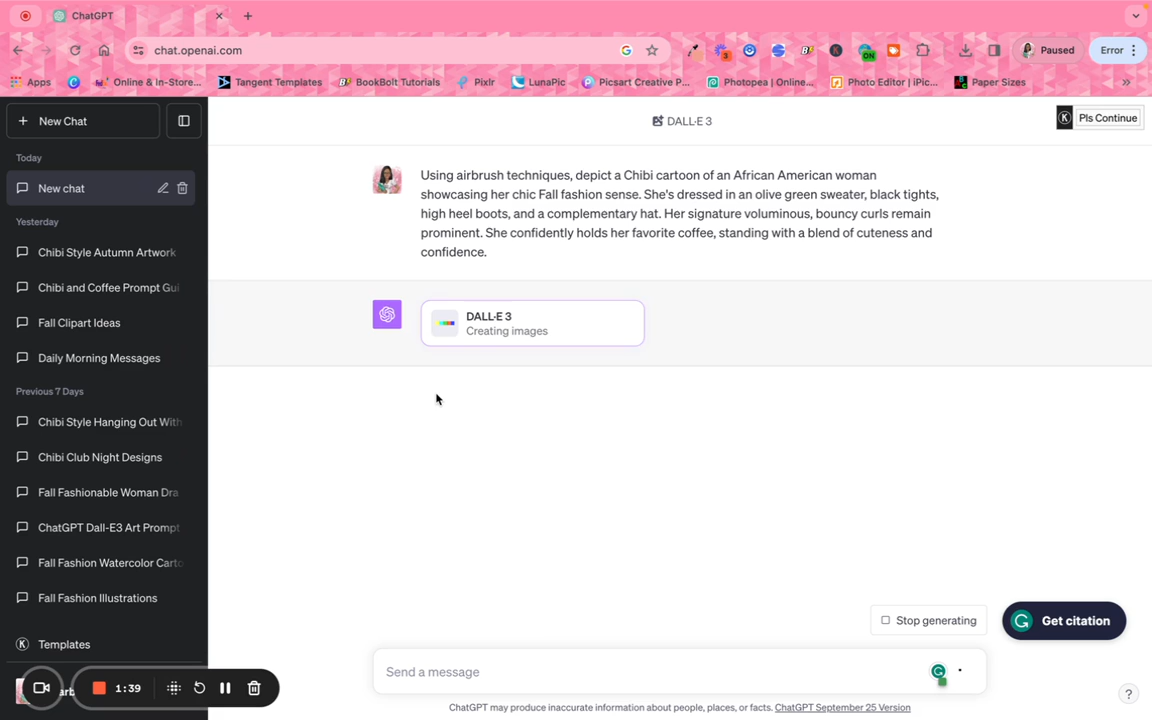 ChatGPT
chat.openai.com
3
ON
Paused
Error
Apps
Online & In-Store...
Tangent Templates
BookBolt Tutorials
Pixlr
LunaPic
Picsart Creative P...
Photopea | Online...
Photo Editor | iPic...
Paper Sizes
New Chat
DALL·E 3
Pls Continue
Today
New chat
Yesterday
Chibi Style Autumn Artwork
Chibi and Coffee Prompt Gui
Fall Clipart Ideas
Daily Morning Messages
Previous 7 Days
Chibi Style Hanging Out With
Chibi Club Night Designs
Fall Fashionable Woman Dra
ChatGPT Dall-E3 Art Prompt
Fall Fashion Watercolor Carto
Fall Fashion Illustrations
Templates
1:39
Using airbrush techniques, depict a Chibi cartoon of an African American woman
showcasing her chic Fall fashion sense. She's dressed in an olive green sweater, black tights,
high heel boots, and a complementary hat. Her signature voluminous, bouncy curls remain
prominent. She confidently holds her favorite coffee, standing with a blend of cuteness and
confidence.
DALL·E 3
Creating images
Stop generating
Get citation
Send a message
ChatGPT may produce inaccurate information about people, places, or facts. ChatGPT September 25 Version
?